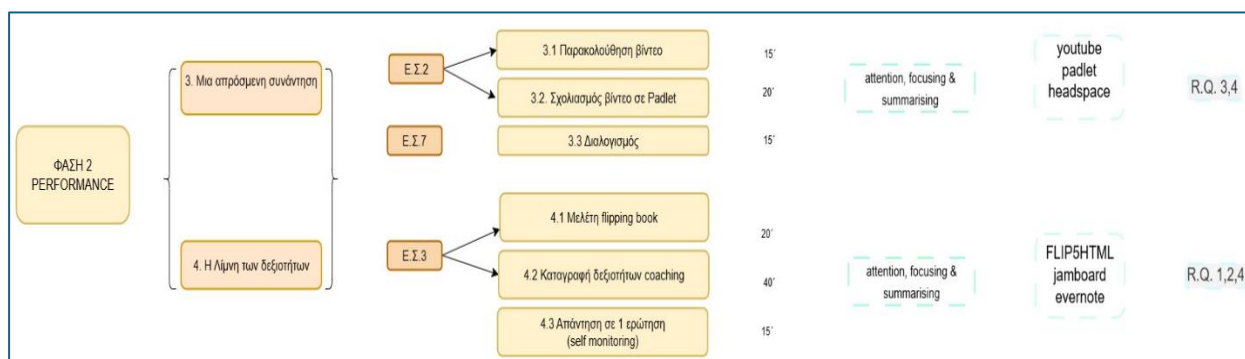 ΦΑΣΗ 2
PERFORMANCE
3. Μια απρόσμενη συνάντηση
Ε.Σ.2
3.1 Παρακολούθηση βίντεο
15΄
3.2. Σχολιασμός βίντεο σε Padlet
20΄
attention, focusing &
summarising
youtube
padlet
headspace
R.Q. 3,4
Ε.Σ.7
3.3 Διαλογισμός
15΄
4. Η Λίμνη των δεξιοτήτων
Ε.Σ.3
4.1 Μελέτη flipping book
20΄
4.2 Καταγραφή δεξιοτήτων coaching
40΄
attention, focusing &
summarising
FLIP5HTML
jamboard
evernote
R.Q. 1,2,4
4.3 Απάντηση σε 1 ερώτηση
(self monitoring)
15΄